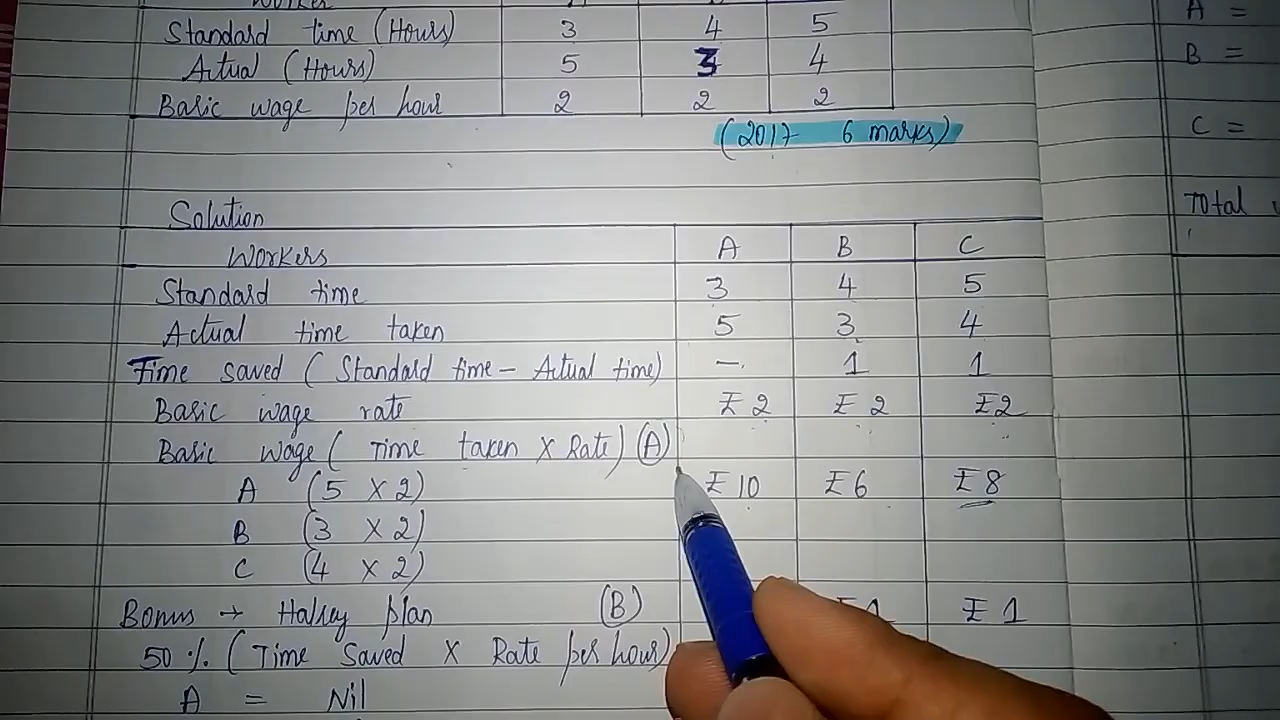 Worker
Standard time (Hours) 3 4 5
Actual (Hours) 5 3 4
Basic wage per hour 2 2 2
(2017 6 marks)
Solution
Workers A B C
Standard time 3 4 5
Actual time taken 5 3 4
Time saved (Standard time - Actual time) - 1 1
Basic wage rate ₹2 ₹2 ₹2
Basic wage (Time taken X Rate) (A)
A (5 X 2) ₹10 ₹6 ₹8
B (3 X 2)
C (4 X 2)
Bonus → Halsey plan (B) ₹1 ₹1
50 % (Time Saved X Rate per hour)
A = Nil
A =
B =
C =
Total